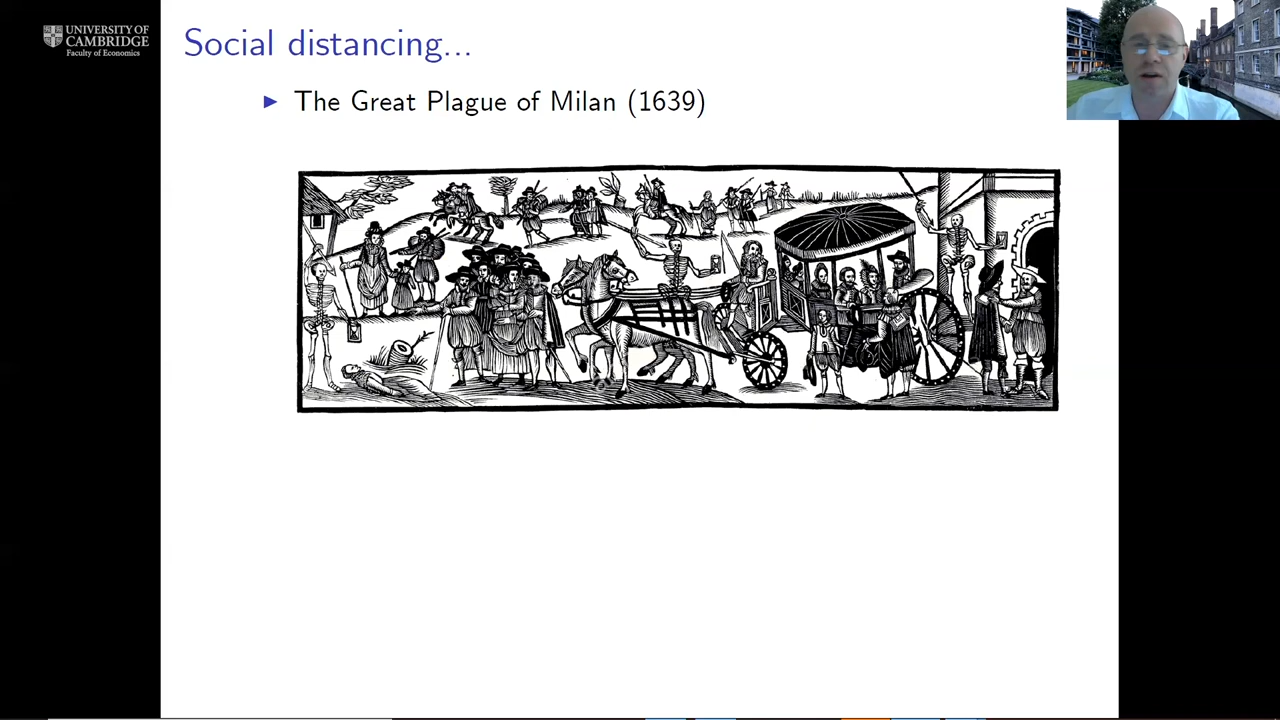 UNIVERSITY OF
CAMBRIDGE
Faculty of Economics
Social distancing...
The Great Plague of Milan (1639)